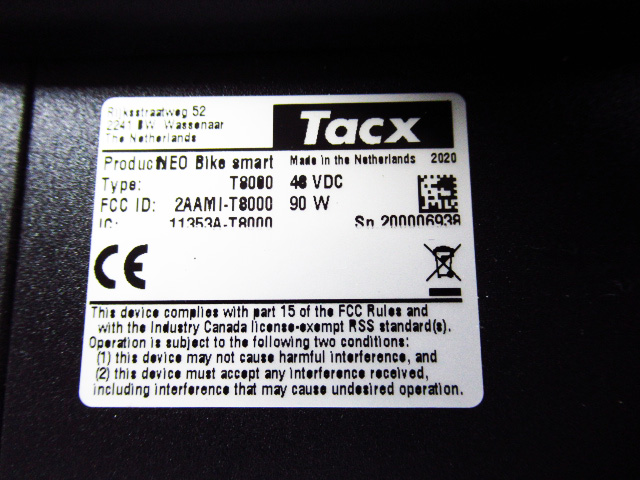 Rijksstraatweg 52
2241 BW Wassenaar
The Netherlands
Tacx
Product NEO Bike smart Made in the Netherlands 2020
Type: T8000 48 VDC
FCC ID: 2AAMI-T8000 90 W
IC: 11353A-T8000 Sn 200006938
CE
This device complies with part 15 of the FCC Rules and
with the Industry Canada license-exempt RSS standard(s).
Operation is subject to the following two conditions:
(1) this device may not cause harmful interference, and
(2) this device must accept any interference received,
including interference that may cause undesired operation.